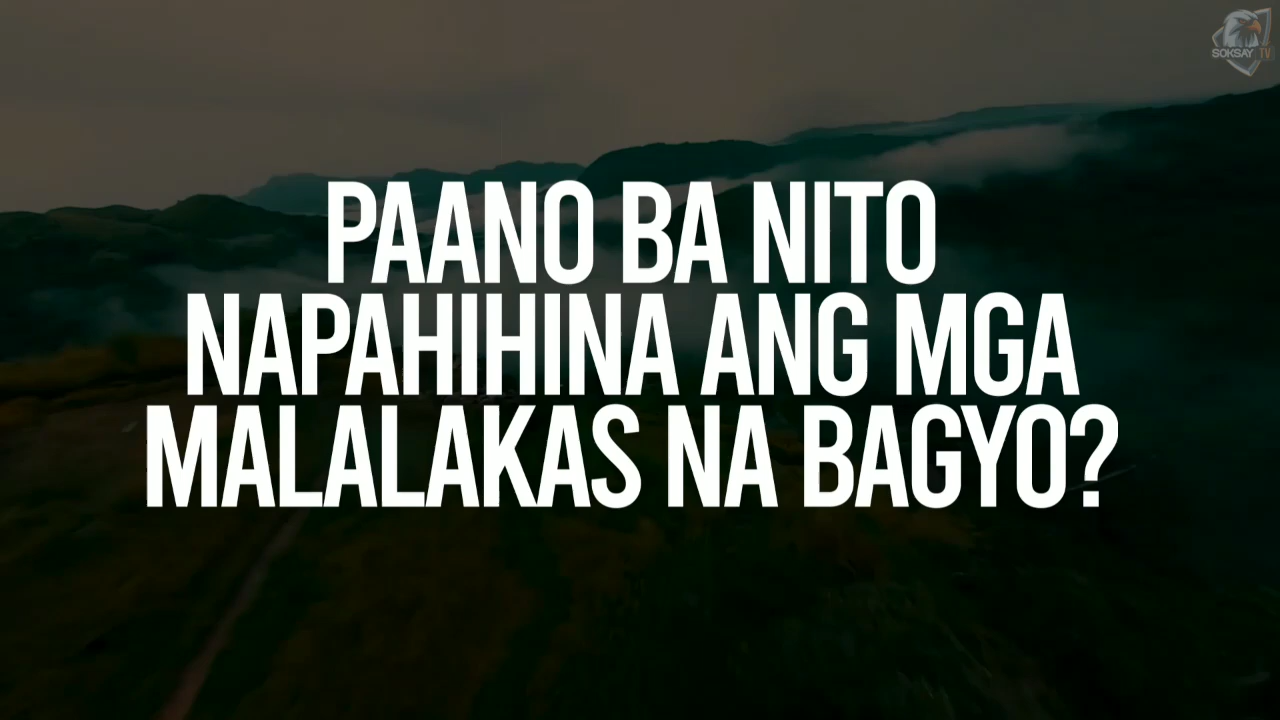 SOKSAY TV
PAANO BA NITO
NAPAHIHINA ANG MGA
MALALAKAS NA BAGYO?